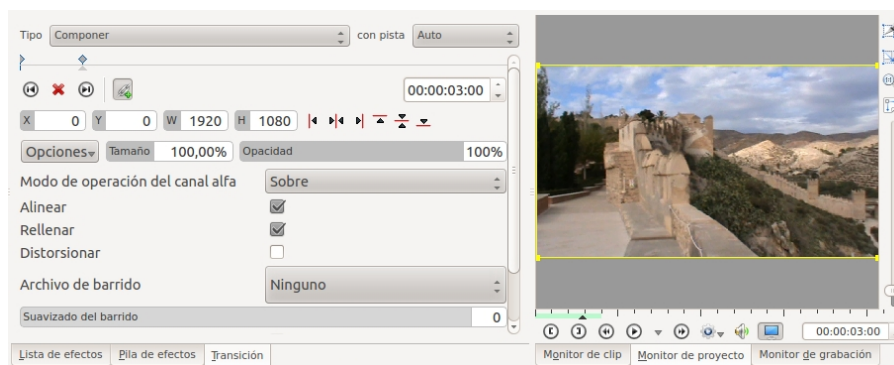 Tipo Componer con pista Auto
00:00:03:00
X 0 Y 0 W 1920 H 1080
Opciones Tamaño 100,00% Opacidad 100%
Modo de operación del canal alfa Sobre
Alinear
Rellenar
Distorsionar
Archivo de barrido Ninguno
Suavizado del barrido 0
Lista de efectos Pila de efectos Transición
00:00:03:00
Monitor de clip Monitor de proyecto Monitor de grabación